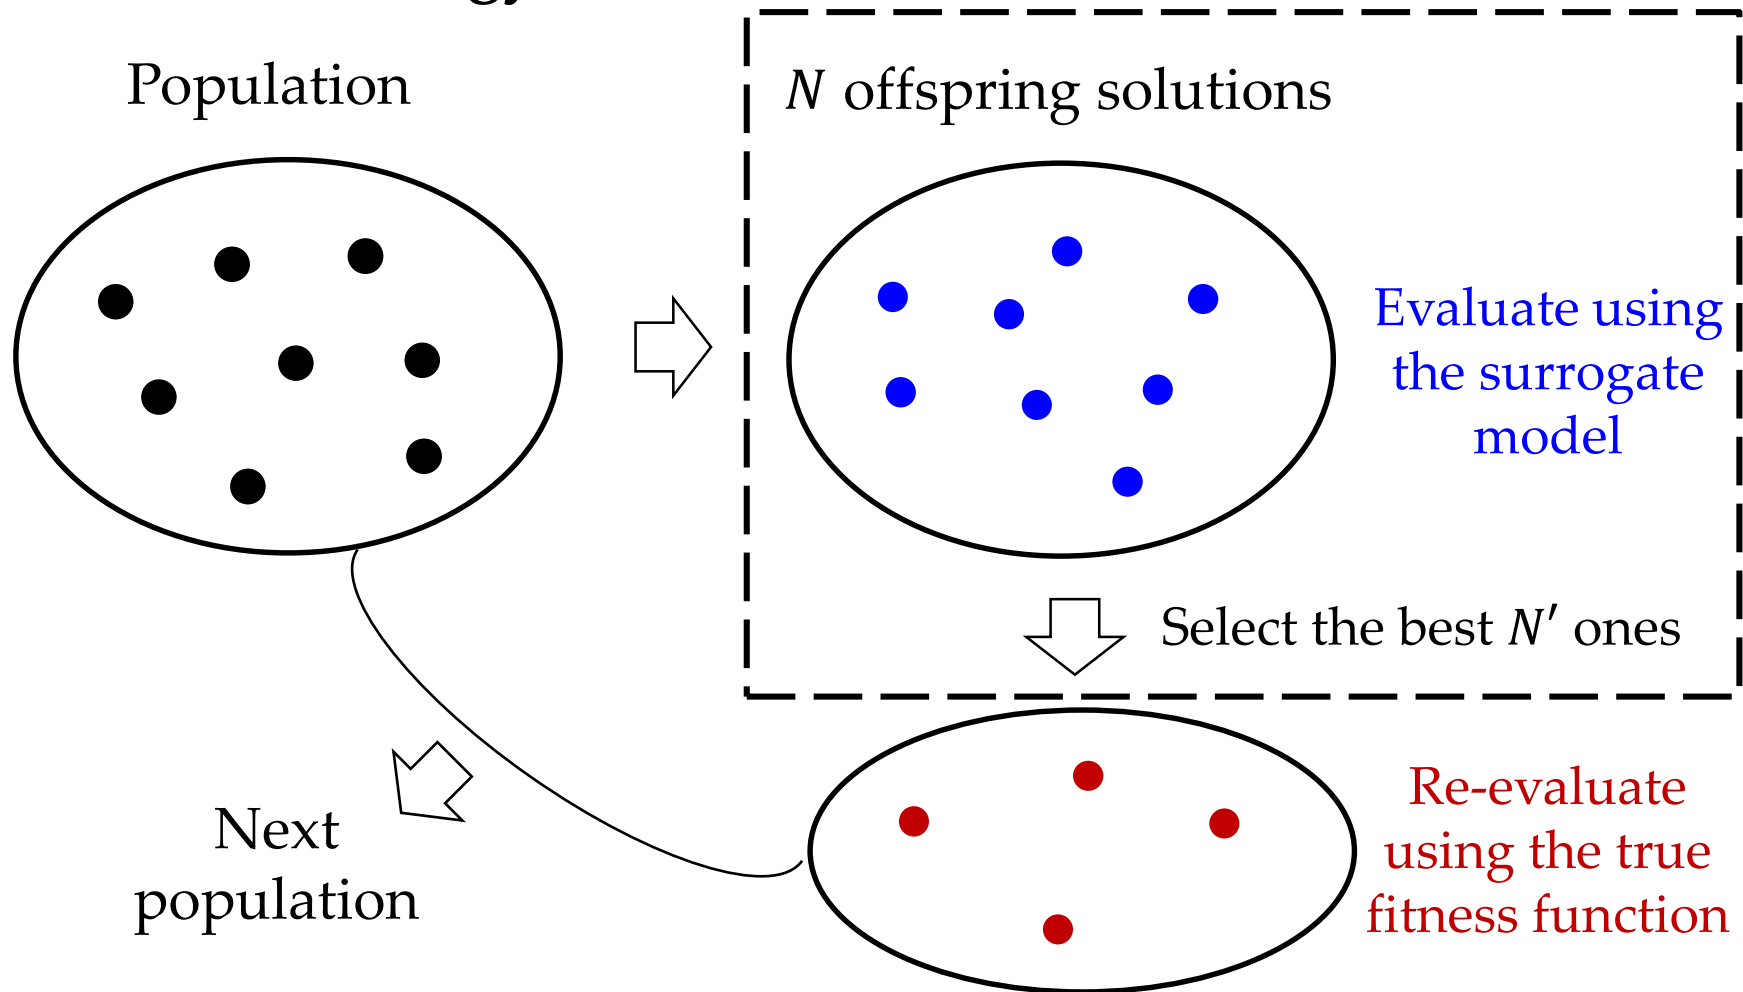 Population
N offspring solutions
Evaluate using
the surrogate
model
Select the best N′ ones
Next
population
Re-evaluate
using the true
fitness function